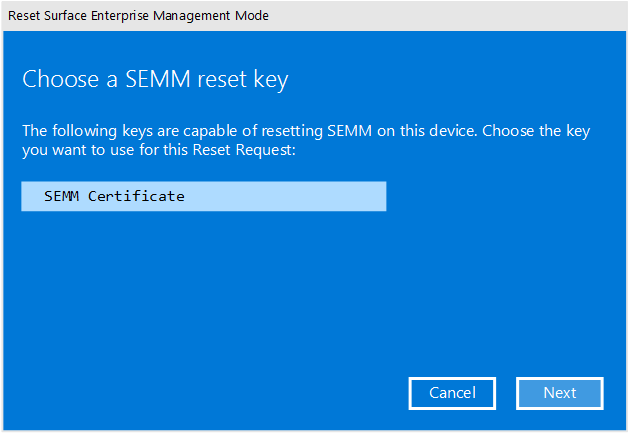 Reset Surface Enterprise Management Mode
Choose a SEMM reset key
The following keys are capable of resetting SEMM on this device. Choose the key
you want to use for this Reset Request:
SEMM Certificate
Cancel
Next